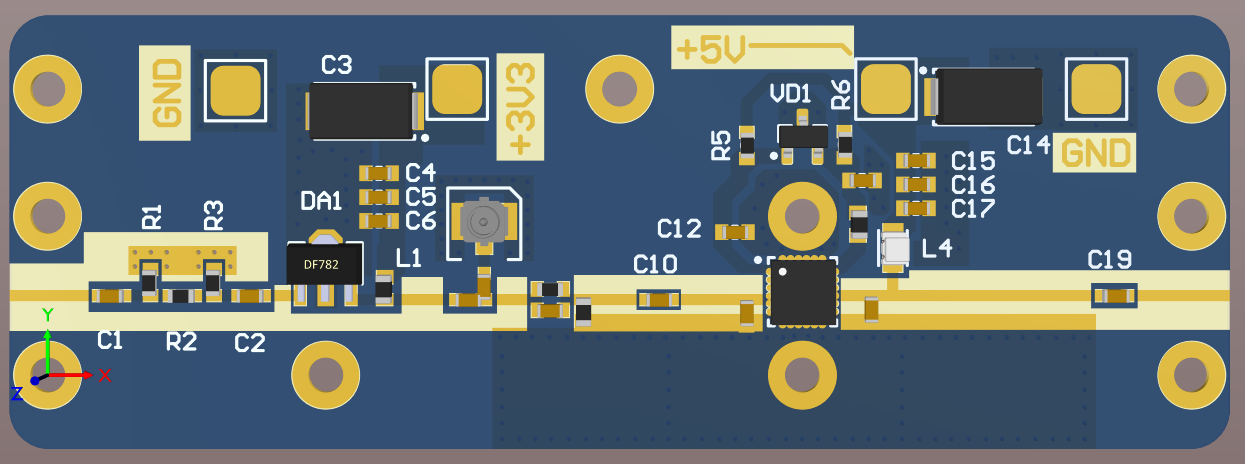 GND
C3
+3V3
+5V
VD1
R6
R5
C14
GND
C4
C5
C6
C15
C16
C17
DA1
R1
R3
C12
L1
L4
DF782
C10
C19
Y
C1
R2
C2
X
Z